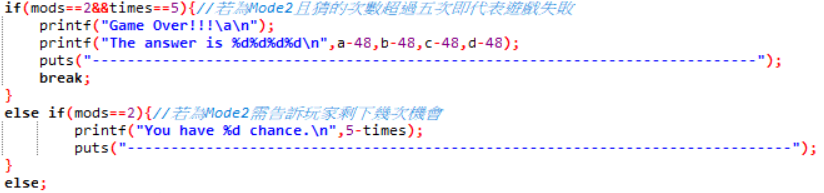 if(mods==2&&times==5){//若為Mode2且猜的次數超過五次即代表遊戲失敗
printf("Game Over!!!\a\n");
printf("The answer is %d%d%d%d\n",a-48,b-48,c-48,d-48);
puts("----------------------------------------------------------------------");
break;
}
else if(mods==2){//若為Mode2需告訴玩家剩下幾次機會
printf("You have %d chance.\n",5-times);
puts("----------------------------------------------------------------------");
}
else;